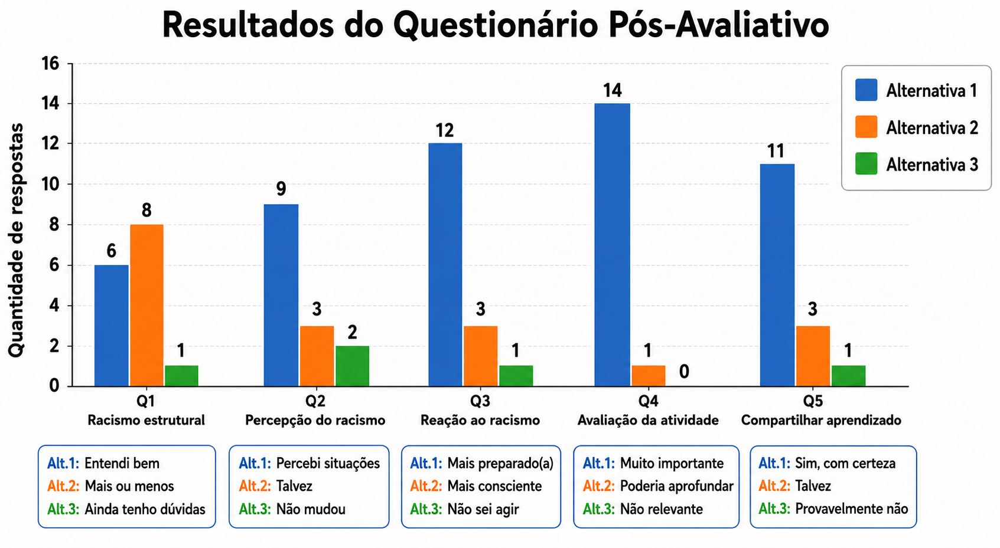 Resultados do Questionário Pós-Avaliativo
Quantidade de respostas
16
14
12
10
8
6
4
2
0
6
8
1
9
3
2
12
3
1
14
1
0
11
3
1
Alternativa 1
Alternativa 2
Alternativa 3
Q1
Racismo estrutural
Q2
Percepção do racismo
Q3
Reação ao racismo
Q4
Avaliação da atividade
Q5
Compartilhar aprendizado
Alt.1: Entendi bem
Alt.2: Mais ou menos
Alt.3: Ainda tenho dúvidas
Alt.1: Percebi situações
Alt.2: Talvez
Alt.3: Não mudou
Alt.1: Mais preparado(a)
Alt.2: Mais consciente
Alt.3: Não sei agir
Alt.1: Muito importante
Alt.2: Poderia aprofundar
Alt.3: Não relevante
Alt.1: Sim, com certeza
Alt.2: Talvez
Alt.3: Provavelmente não